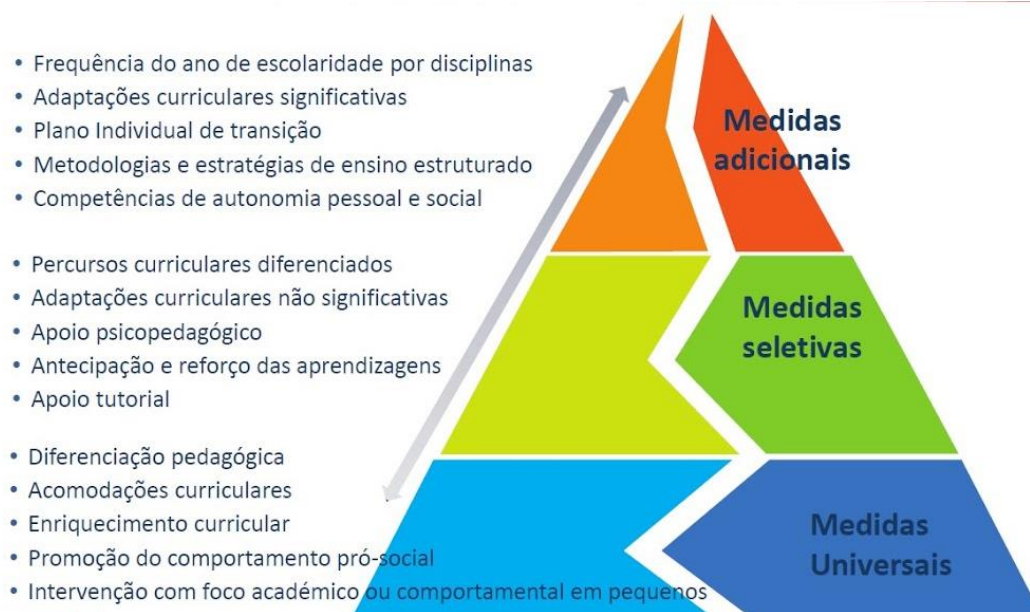 • Frequência do ano de escolaridade por disciplinas
• Adaptações curriculares significativas
• Plano Individual de transição
• Metodologias e estratégias de ensino estruturado
• Competências de autonomia pessoal e social
Medidas
adicionais
• Percursos curriculares diferenciados
• Adaptações curriculares não significativas
• Apoio psicopedagógico
• Antecipação e reforço das aprendizagens
• Apoio tutorial
Medidas
seletivas
• Diferenciação pedagógica
• Acomodações curriculares
• Enriquecimento curricular
• Promoção do comportamento pró-social
• Intervenção com foco académico ou comportamental em pequenos
Medidas
Universais